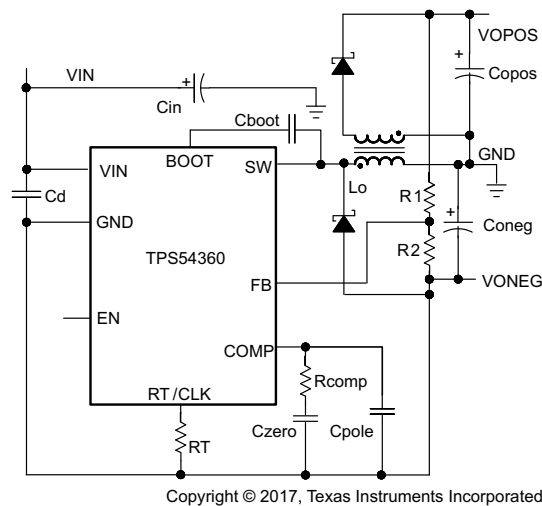 VOPOS
VIN
+
+
Copos
Cin
Cboot
BOOT
GND
VIN
SW
Lo
R1
Cd
+
GND
Coneg
TPS54360
R2
FB
VONEG
EN
COMP
Rcomp
RT/CLK
Czero
Cpole
RT
Copyright © 2017, Texas Instruments Incorporated